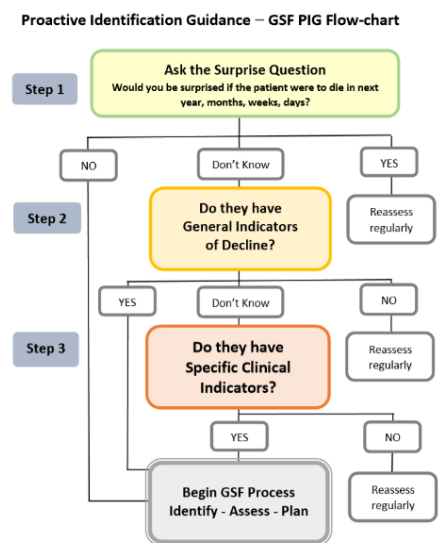 Proactive Identification Guidance – GSF PIG Flow-chart
Step 1
Ask the Surprise Question
Would you be surprised if the patient were to die in next
year, months, weeks, days?
NO
Don't Know
YES
Step 2
Do they have
General Indicators
of Decline?
Reassess
regularly
YES
Don't Know
NO
Step 3
Do they have
Specific Clinical
Indicators?
Reassess
regularly
YES
NO
Begin GSF Process
Identify - Assess - Plan
Reassess
regularly